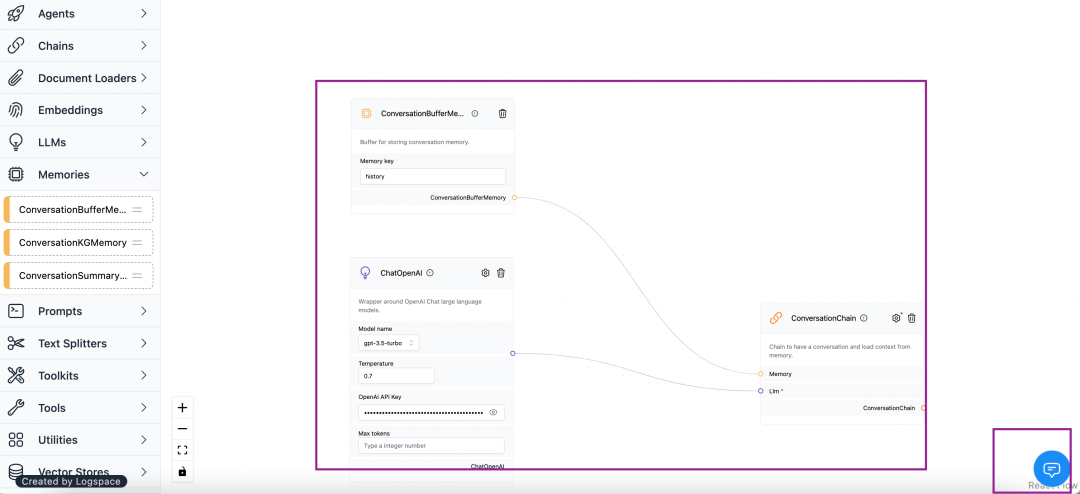 Agents
Chains
Document Loaders
Embeddings
LLMs
Memories
ConversationBufferMe...
ConversationKGMemory
ConversationSummary...
Prompts
Text Splitters
Toolkits
Tools
Utilities
Vector Stores
Created by Logspace
ConversationBufferMe...
Buffer for storing conversation memory.
Memory key
history
ConversationBufferMemory
ChatOpenAI
Wrapper around OpenAI Chat large language
models.
Model name
gpt-3.5-turbo
Temperature
0.7
OpenAI API Key
Max tokens
Type a integer number
ChatOpenAI
ConversationChain
Chain to have a conversation and load context from
memory.
Memory
Llm *
ConversationChain
React Flow